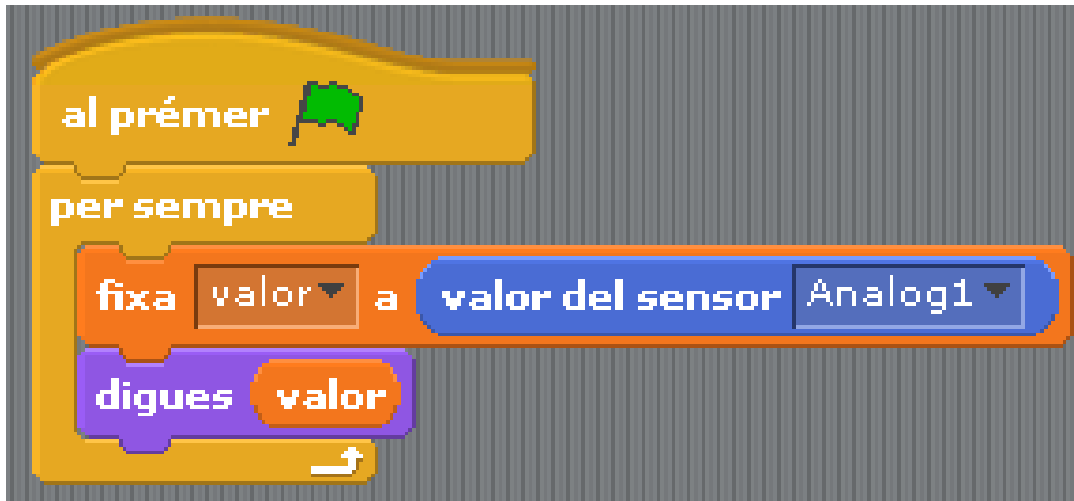 al prémer
per sempre
fixa valor a valor del sensor Analog1
digues valor